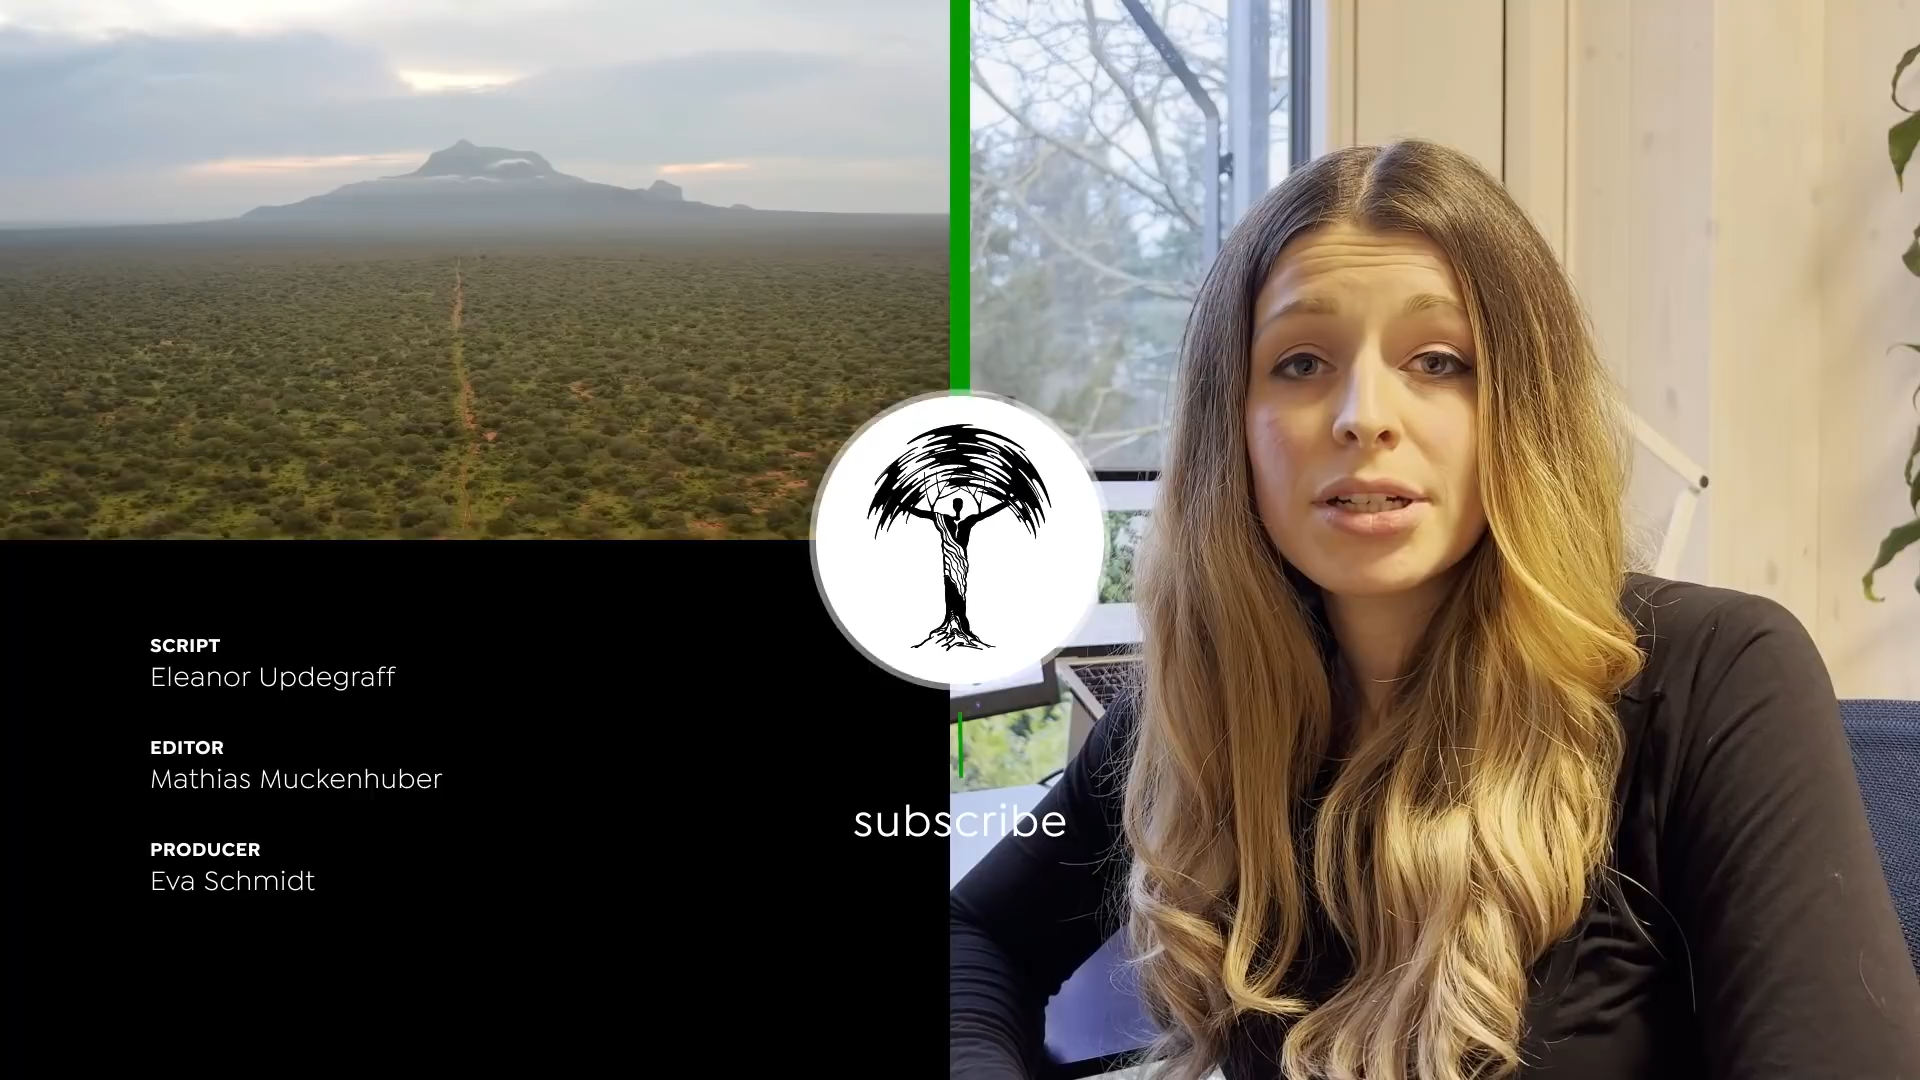 SCRIPT
Eleanor Updegraff
EDITOR
Mathias Muckenhuber
PRODUCER
Eva Schmidt
subscribe